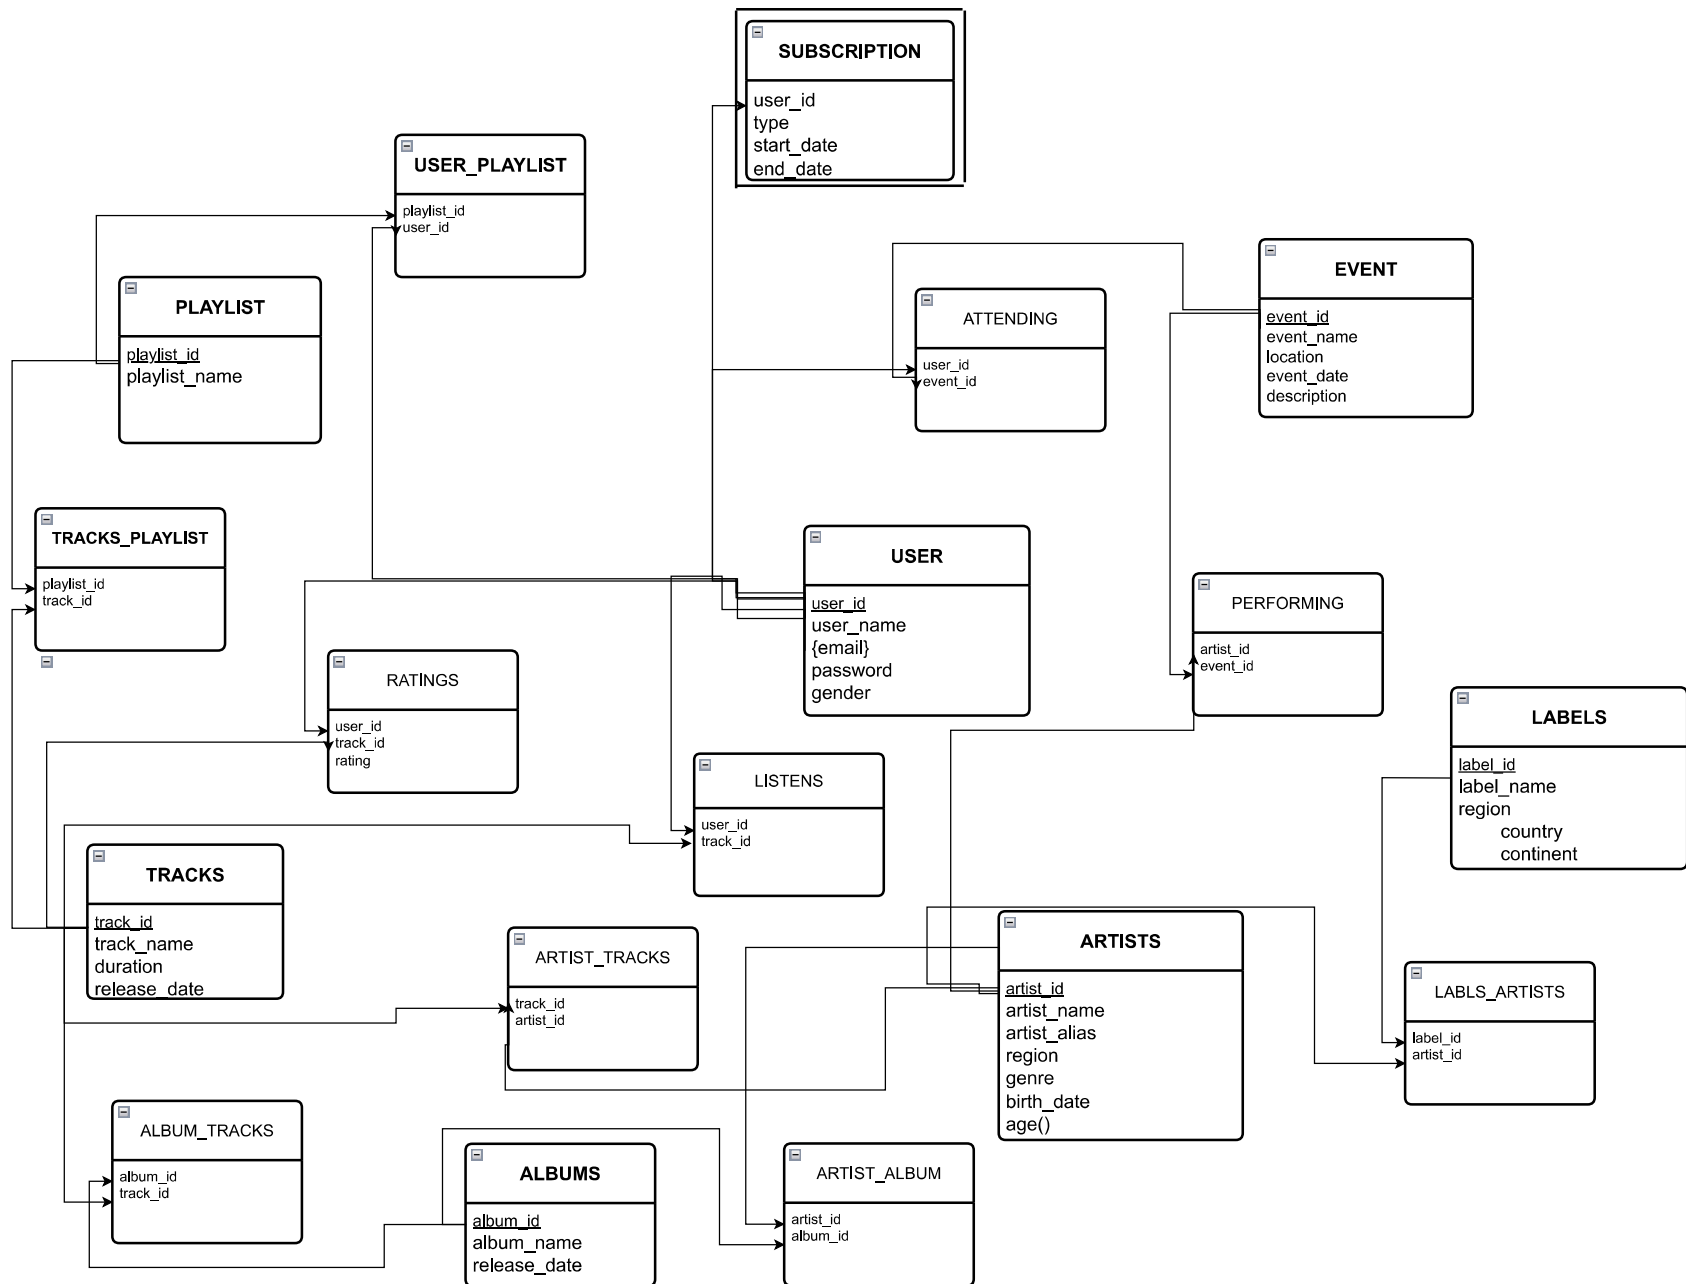 SUBSCRIPTION
user_id
type
start_date
end_date
USER_PLAYLIST
playlist_id
user_id
EVENT
event_id
event_name
location
event_date
description
PLAYLIST
playlist_id
playlist_name
ATTENDING
user_id
event_id
TRACKS_PLAYLIST
playlist_id
track_id
USER
user_id
user_name
{email}
password
gender
PERFORMING
artist_id
event_id
RATINGS
user_id
track_id
rating
LABELS
label_id
label_name
region
country
continent
LISTENS
user_id
track_id
TRACKS
track_id
track_name
duration
release_date
ARTIST_TRACKS
track_id
artist_id
ARTISTS
artist_id
artist_name
artist_alias
region
genre
birth_date
age()
LABLS_ARTISTS
label_id
artist_id
ALBUM_TRACKS
album_id
track_id
ALBUMS
album_id
album_name
release_date
ARTIST_ALBUM
artist_id
album_id